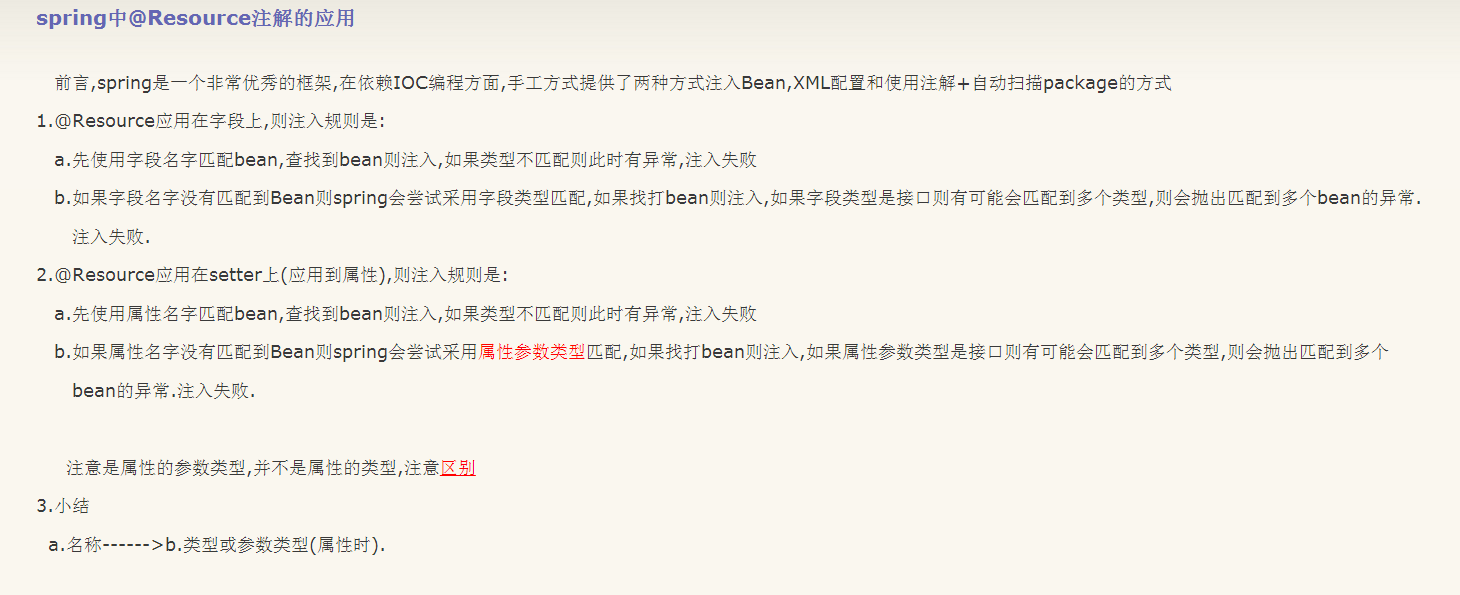 spring中@Resource注解的应用
前言,spring是一个非常优秀的框架,在依赖IOC编程方面,手工方式提供了两种方式注入Bean,XML配置和使用注解+自动扫描package的方式
1.@Resource应用在字段上,则注入规则是:
a.先使用字段名字匹配bean,查找到bean则注入,如果类型不匹配则此时有异常,注入失败
b.如果字段名字没有匹配到Bean则spring会尝试采用字段类型匹配,如果找打bean则注入,如果字段类型是接口则有可能会匹配到多个类型,则会抛出匹配到多个bean的异常.
注入失败.
2.@Resource应用在setter上(应用到属性),则注入规则是:
a.先使用属性名字匹配bean,查找到bean则注入,如果类型不匹配则此时有异常,注入失败
b.如果属性名字没有匹配到Bean则spring会尝试采用属性参数类型匹配,如果找打bean则注入,如果属性参数类型是接口则有可能会匹配到多个类型,则会抛出匹配到多个
bean的异常.注入失败.
注意是属性的参数类型,并不是属性的类型,注意区别
3.小结
a.名称------>b.类型或参数类型(属性时).